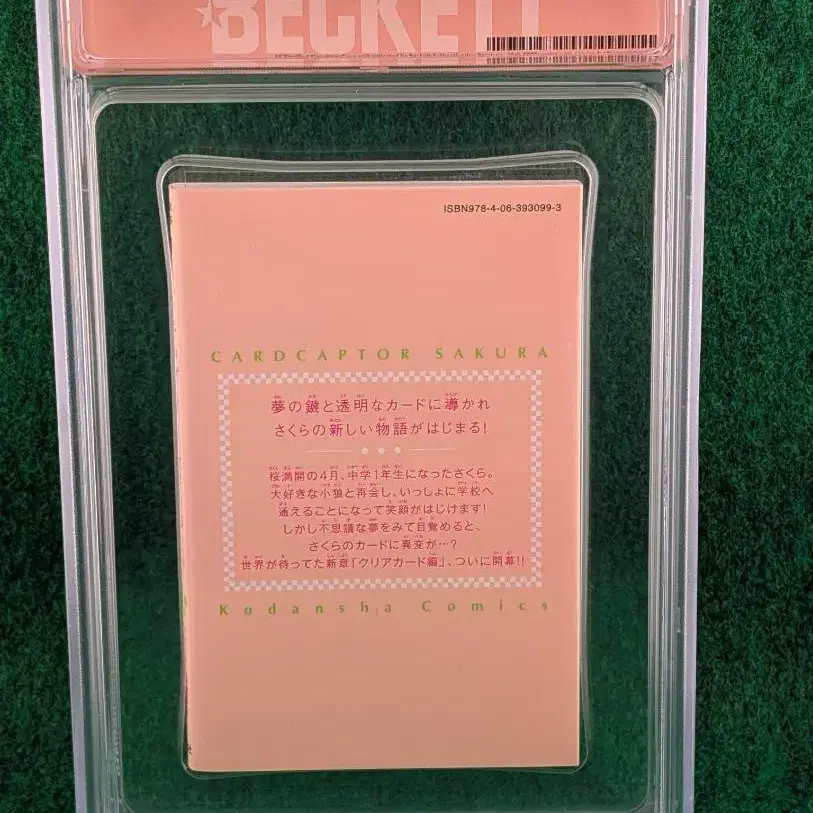 BECKETT
ISBN978-4-06-393099-3
CARDCAPTOR SAKURA
夢の鍵と透明なカードに導かれ
さくらの新しい物語がはじまる!
桜満開の4月、中学1年生になったさくら。
大好きな小狼と再会し、いっしょに学校へ
通えることになって笑顔がはじけます!
しかし不思議な夢をみて目覚めると、
さくらのカードに異変が…?
世界が待ってた新章「クリアカード編」、ついに開幕!!
Kodansha Comics